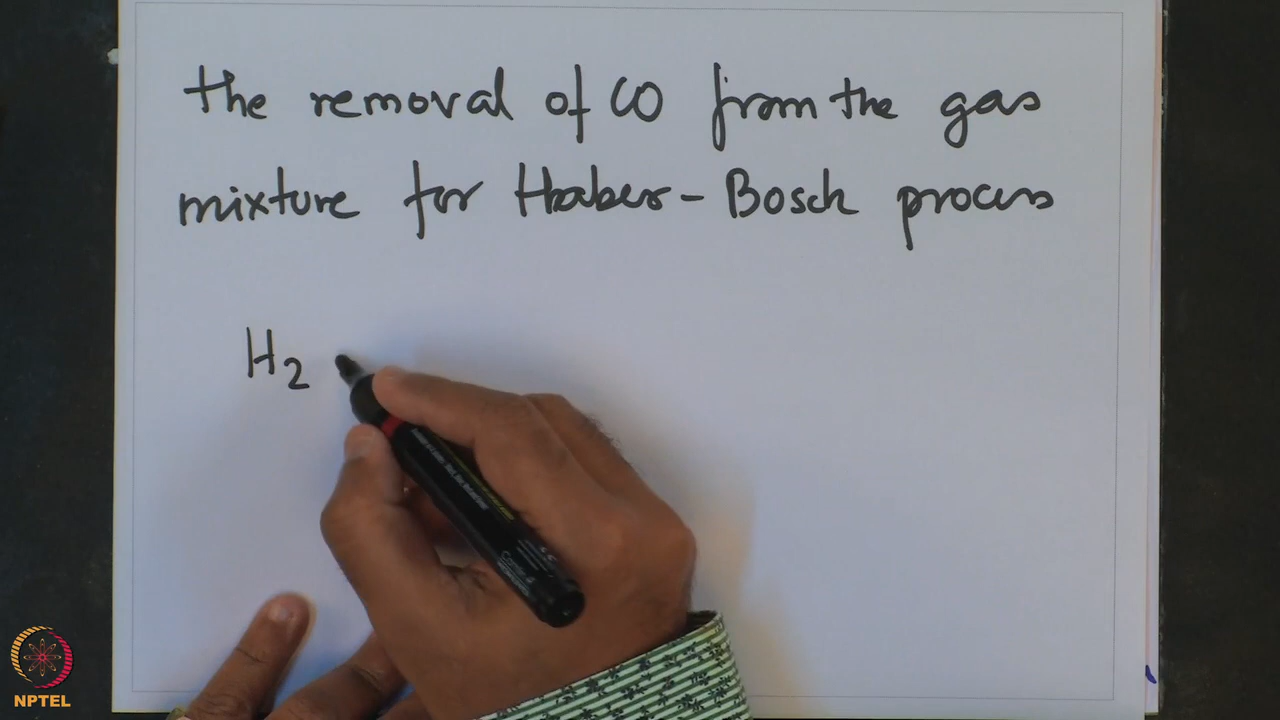 the removal of CO from the gas
mixture for Haber-Bosch process
H2
NPTEL